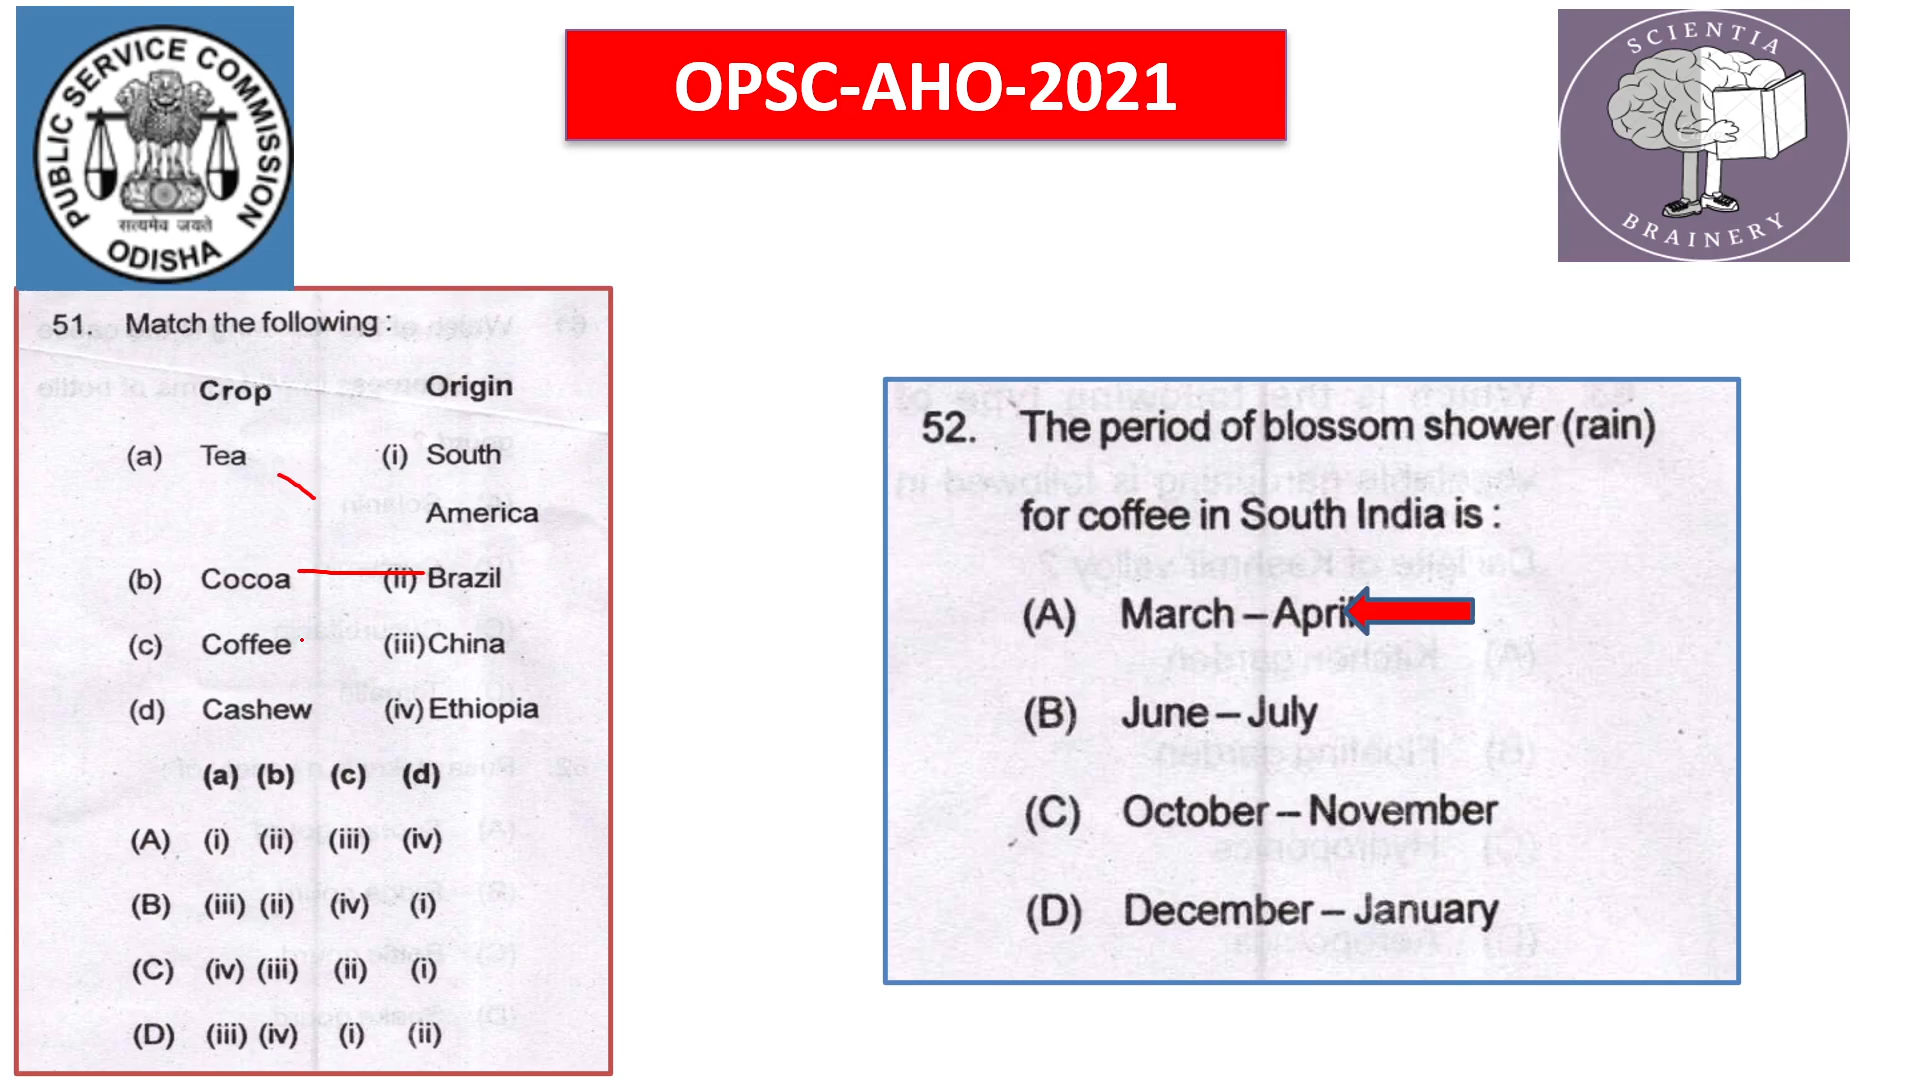 PUBLIC SERVICE COMMISSION
सत्यमेव जयते
ODISHA
OPSC-AHO-2021
SCIENTIA
BRAINERY
51. Match the following :
Crop Origin
(a) Tea (i) South
America
(b) Cocoa (ii) Brazil
(c) Coffee (iii) China
(d) Cashew (iv) Ethiopia
(a) (b) (c) (d)
(A) (i) (ii) (iii) (iv)
(B) (iii) (ii) (iv) (i)
(C) (iv) (iii) (ii) (i)
(D) (iii) (iv) (i) (ii)
52. The period of blossom shower (rain)
for coffee in South India is :
(A) March – April
(B) June – July
(C) October – November
(D) December – January